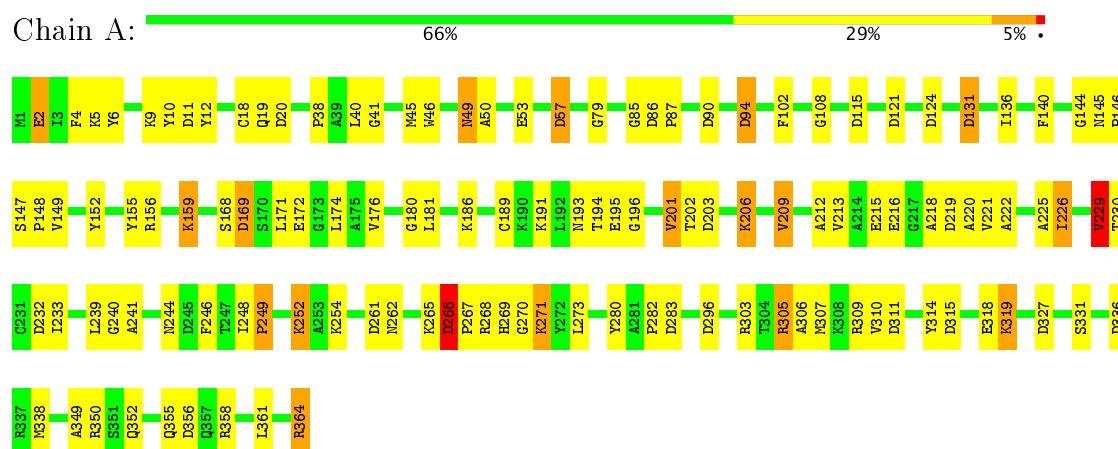 Chain A:
66% 29% 5% •
M1 E2 I3 F4 K5 Y6 K9 Y10 D11 Y12 C18 Q19 D20 P38 A39 L40 G41 M45 W46 N49 A50 E53 D57 G79 G85 D86 P87 D90 D94 F102 G108 D115 D121 D124 D131 I136 F140 G144 N145
S147 P148 V149 Y152 Y155 R156 K159 S168 D169 S170 L171 E172 G173 L174 A175 V176 G180 L181 K186 C189 K190 K191 L192 N193 T194 E195 G196 V201 T202 D203 K206 V209 A212 V213 A214 E215 E216 G217 A218 D219 A220 V221 A222 A225 I226 V229
C231 D232 I233 L239 G240 A241 N244 D245 F246 T247 I248 P249 K252 A253 K254 D261 N262 K265 D266 P267 R268 H269 G270 K271 Y272 L273 Y280 A281 P282 D283 D296 R303 T304 R305 A306 M307 K308 R309 V310 D311 Y314 D315 E318 K319 D327 S331
R337 M338 A349 R350 S351 Q352 Q355 D356 Q357 R358 L361 R364